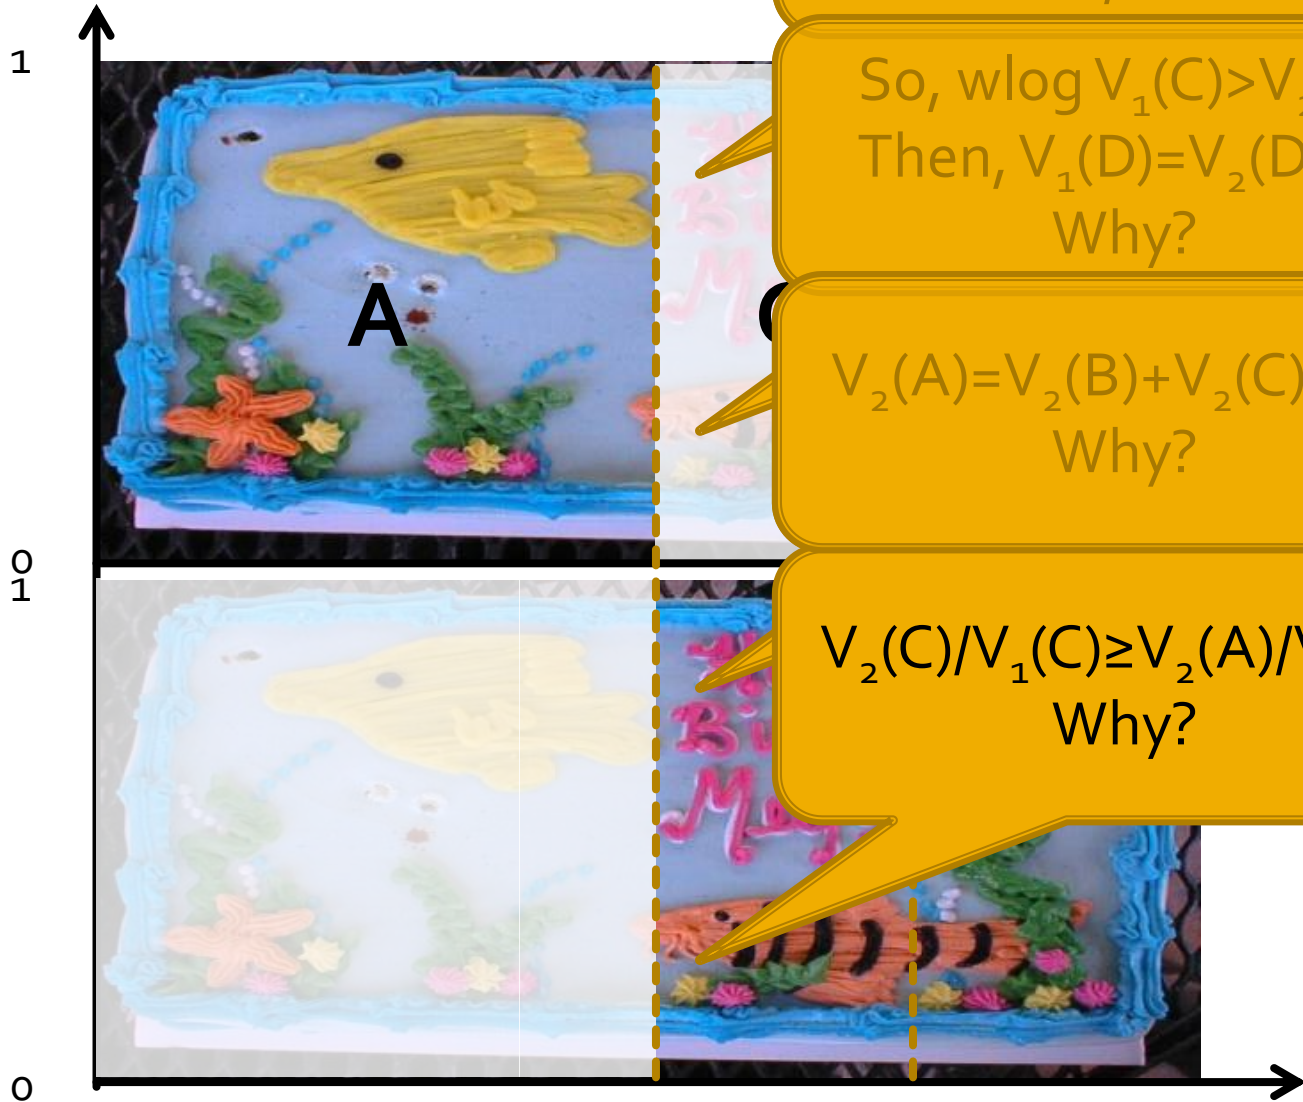 1
So, wlog V₁(C)>V
Then, V₁(D)=V₂(D
Why?
A
V₂(A)=V₂(B)+V₂(C)
Why?
0
1
V₂(C)/V₁(C)≥V₂(A)/
Why?
0